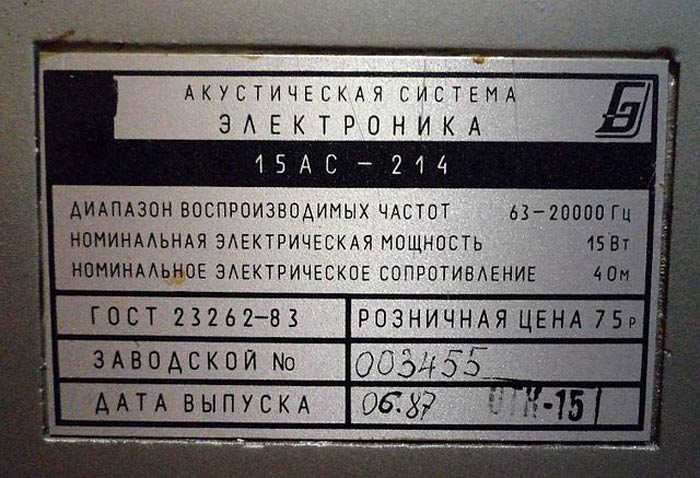 АКУСТИЧЕСКАЯ СИСТЕМА
ЭЛЕКТРОНИКА
15АС – 214
ДИАПАЗОН ВОСПРОИЗВОДИМЫХ ЧАСТОТ 63–20000 Гц
НОМИНАЛЬНАЯ ЭЛЕКТРИЧЕСКАЯ МОЩНОСТЬ 15 Вт
НОМИНАЛЬНОЕ ЭЛЕКТРИЧЕСКОЕ СОПРОТИВЛЕНИЕ 4 Ом
ГОСТ 23262–83 РОЗНИЧНАЯ ЦЕНА 75 р
ЗАВОДСКОЙ № 003455
ДАТА ВЫПУСКА 06.87 ОТК-15